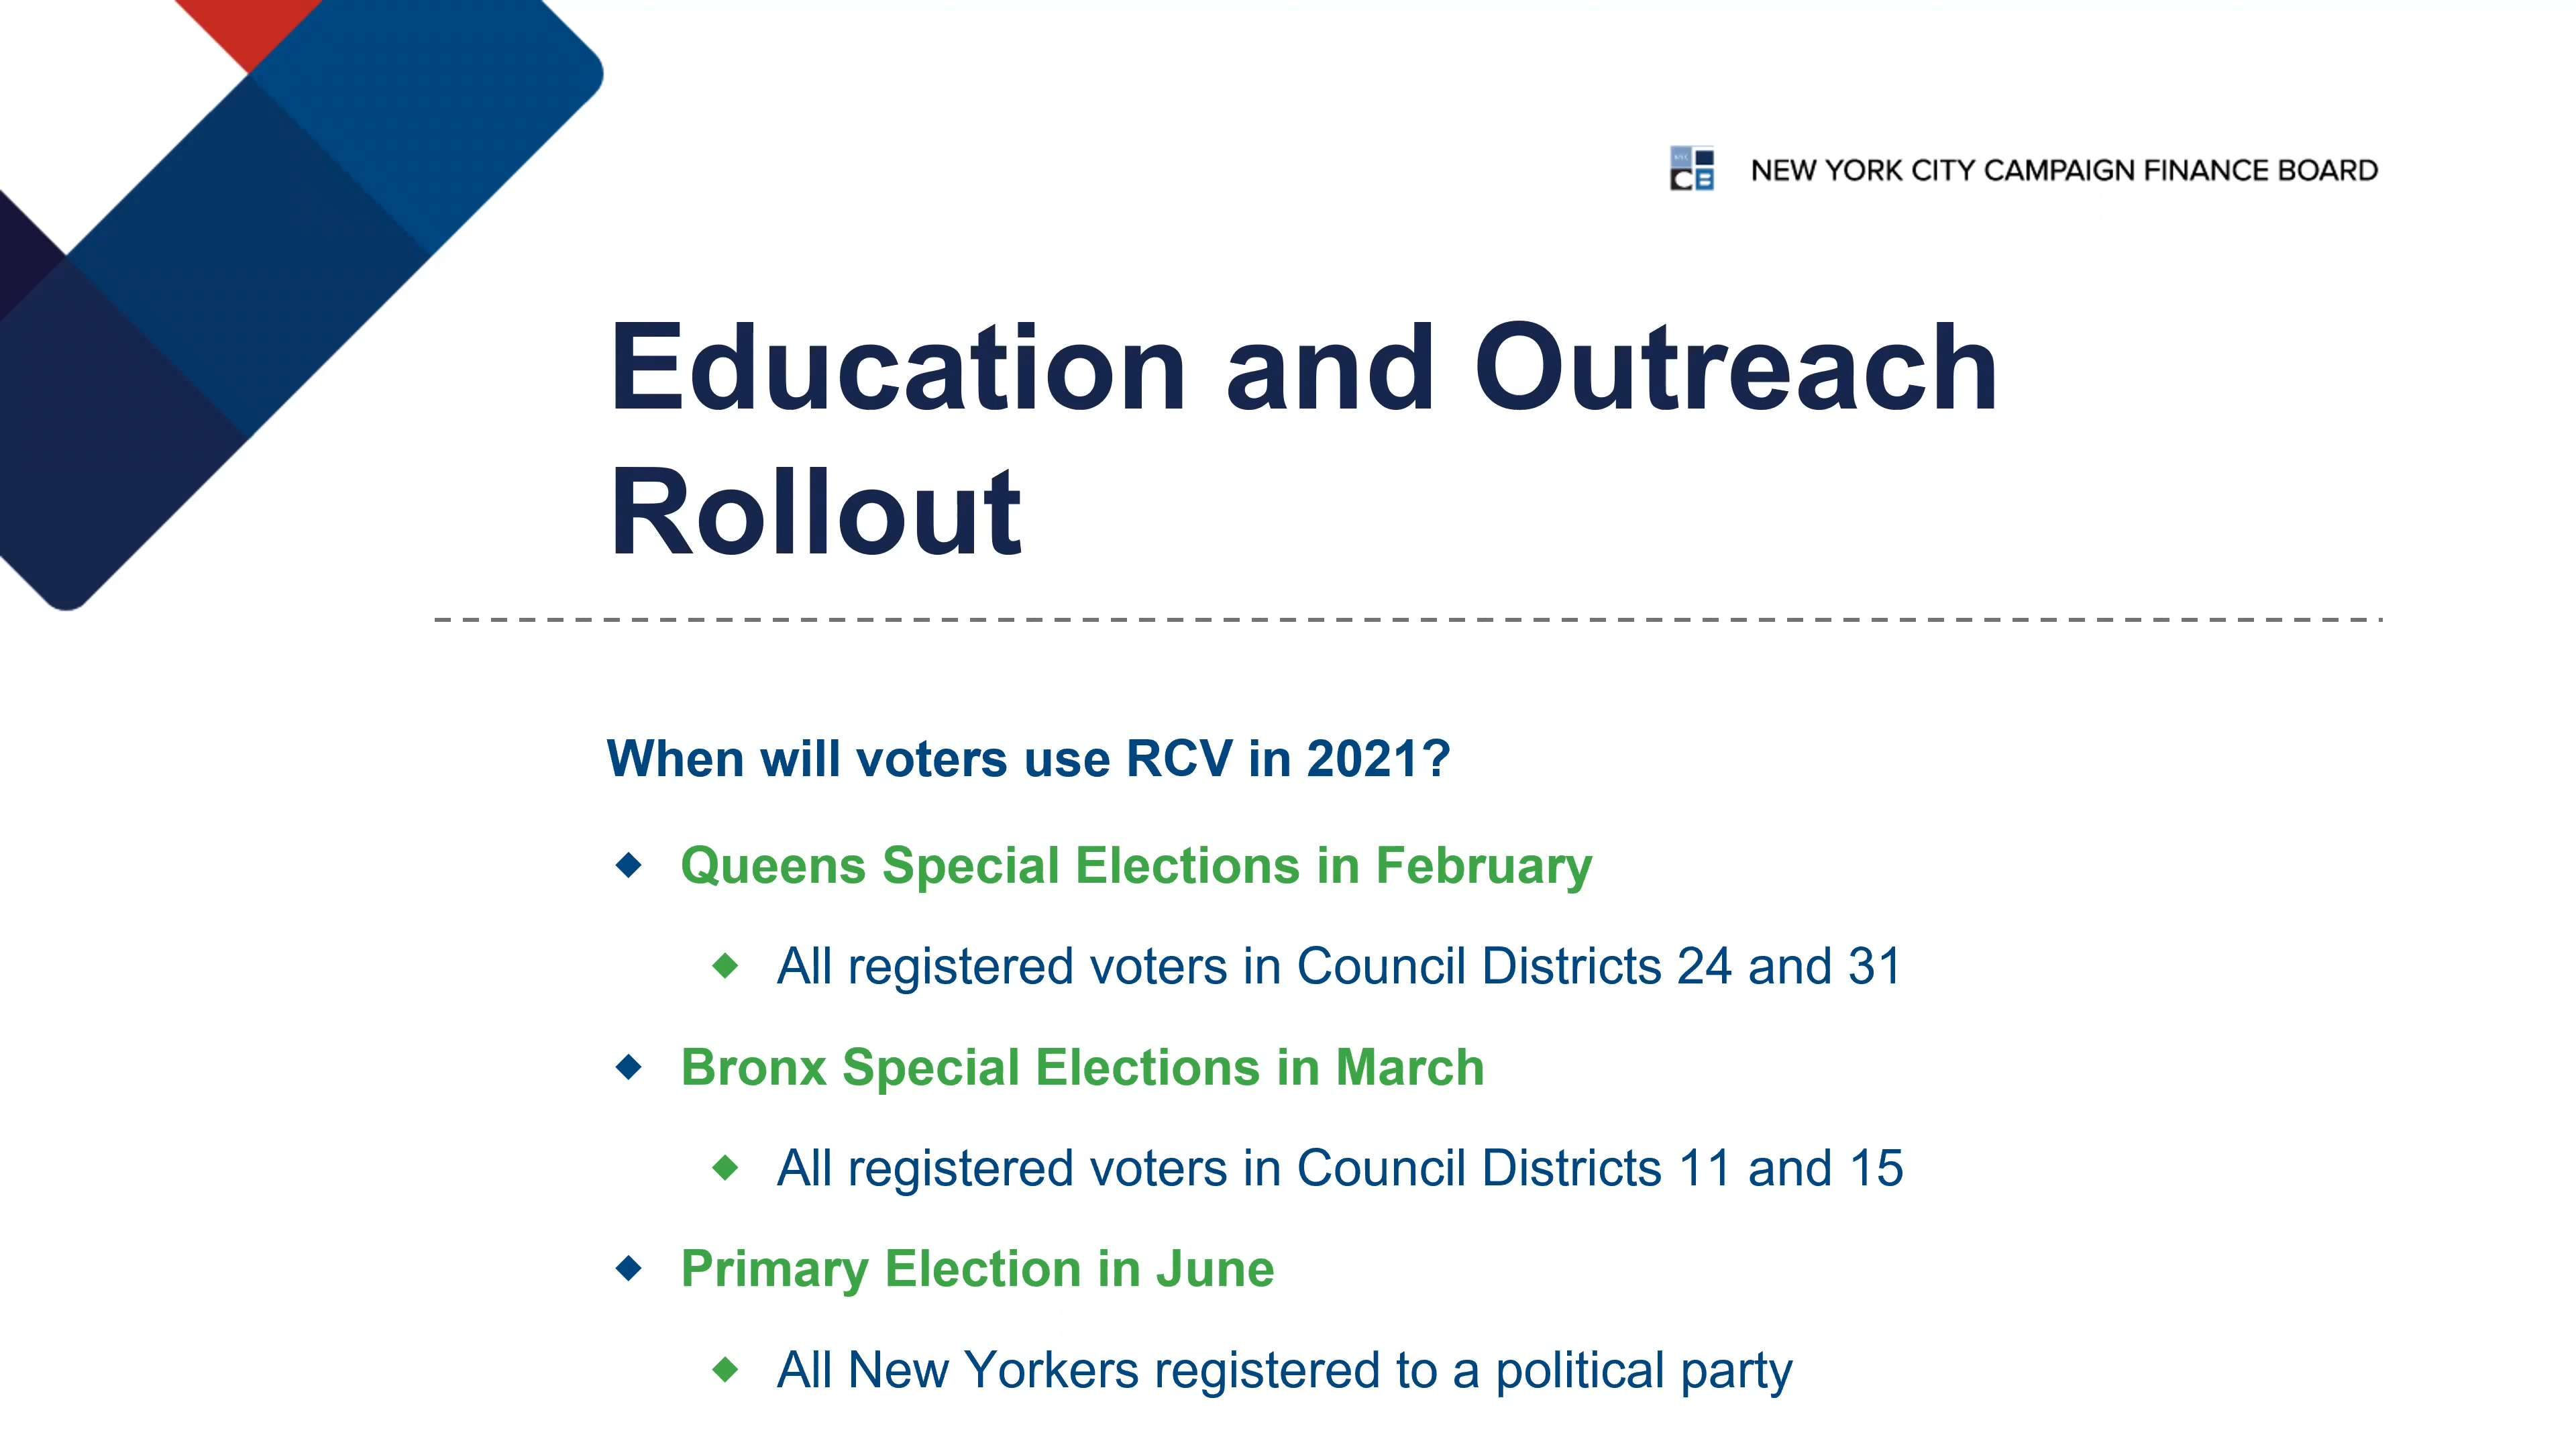 NYC
CB
NEW YORK CITY CAMPAIGN FINANCE BOARD
Education and Outreach
Rollout
When will voters use RCV in 2021?
Queens Special Elections in February
All registered voters in Council Districts 24 and 31
Bronx Special Elections in March
All registered voters in Council Districts 11 and 15
Primary Election in June
All New Yorkers registered to a political party